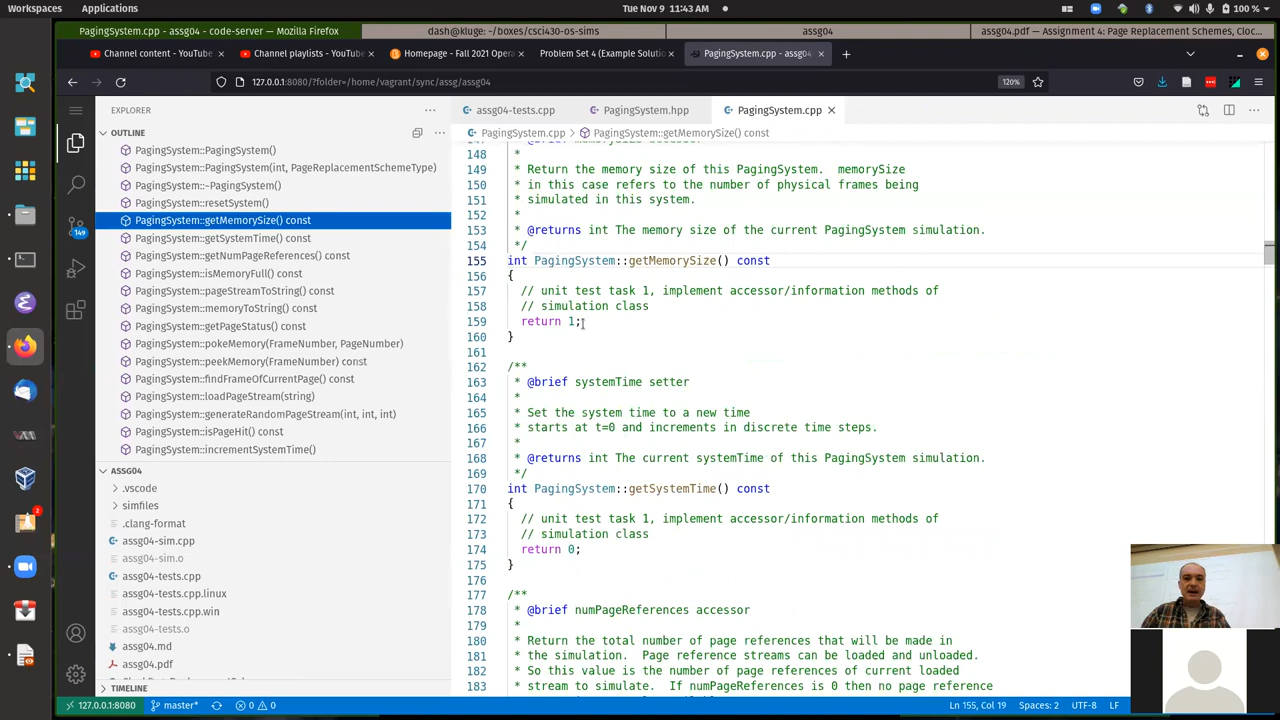 Workspaces Applications Tue Nov 9 11:43 AM 100 %
PagingSystem.cpp - assg04 - code-server — Mozilla Firefox dash@kluge: ~/boxes/csci430-os-sims assg04 assg04.pdf — Assignment 4: Page Replacement Schemes, Cloc...
Channel content - YouTube Channel playlists - YouTube Homepage - Fall 2021 Opera Problem Set 4 (Example Solutio PagingSystem.cpp - assg04
127.0.0.1:8080/?folder=/home/vagrant/sync/assg/assg04 120%
EXPLORER
OUTLINE
PagingSystem::PagingSystem()
PagingSystem::PagingSystem(int, PageReplacementSchemeType)
PagingSystem::~PagingSystem()
PagingSystem::resetSystem()
PagingSystem::getMemorySize() const
PagingSystem::getSystemTime() const
PagingSystem::getNumPageReferences() const
PagingSystem::isMemoryFull() const
PagingSystem::pageStreamToString() const
PagingSystem::memoryToString() const
PagingSystem::getPageStatus() const
PagingSystem::pokeMemory(FrameNumber, PageNumber)
PagingSystem::peekMemory(FrameNumber) const
PagingSystem::findFrameOfCurrentPage() const
PagingSystem::loadPageStream(string)
PagingSystem::generateRandomPageStream(int, int, int)
PagingSystem::isPageHit() const
PagingSystem::incrementSystemTime()
ASSG04
.vscode
simfiles
.clang-format
assg04-sim.cpp
assg04-sim.o
assg04-tests.cpp
assg04-tests.cpp.linux
assg04-tests.cpp.win
assg04-tests.o
assg04.md
assg04.pdf
TIMELINE
149
2
assg04-tests.cpp PagingSystem.hpp PagingSystem.cpp
PagingSystem.cpp > PagingSystem::getMemorySize() const
148 *
149 * Return the memory size of this PagingSystem. memorySize
150 * in this case refers to the number of physical frames being
151 * simulated in this system.
152 *
153 * @returns int The memory size of the current PagingSystem simulation.
154 */
155 int PagingSystem::getMemorySize() const
156 {
157 // unit test task 1, implement accessor/information methods of
158 // simulation class
159 return 1;
160 }
161
162 /**
163 * @brief systemTime setter
164 *
165 * Set the system time to a new time
166 * starts at t=0 and increments in discrete time steps.
167 *
168 * @returns int The current systemTime of this PagingSystem simulation.
169 */
170 int PagingSystem::getSystemTime() const
171 {
172 // unit test task 1, implement accessor/information methods of
173 // simulation class
174 return 0;
175 }
176
177 /**
178 * @brief numPageReferences accessor
179 *
180 * Return the total number of page references that will be made in
181 * the simulation. Page reference streams can be loaded and unloaded.
182 * So this value is the number of page references of current loaded
183 * stream to simulate. If numPageReferences is 0 then no page reference
127.0.0.1:8080 master* 0 0 Ln 155, Col 19 Spaces: 2 UTF-8 LF